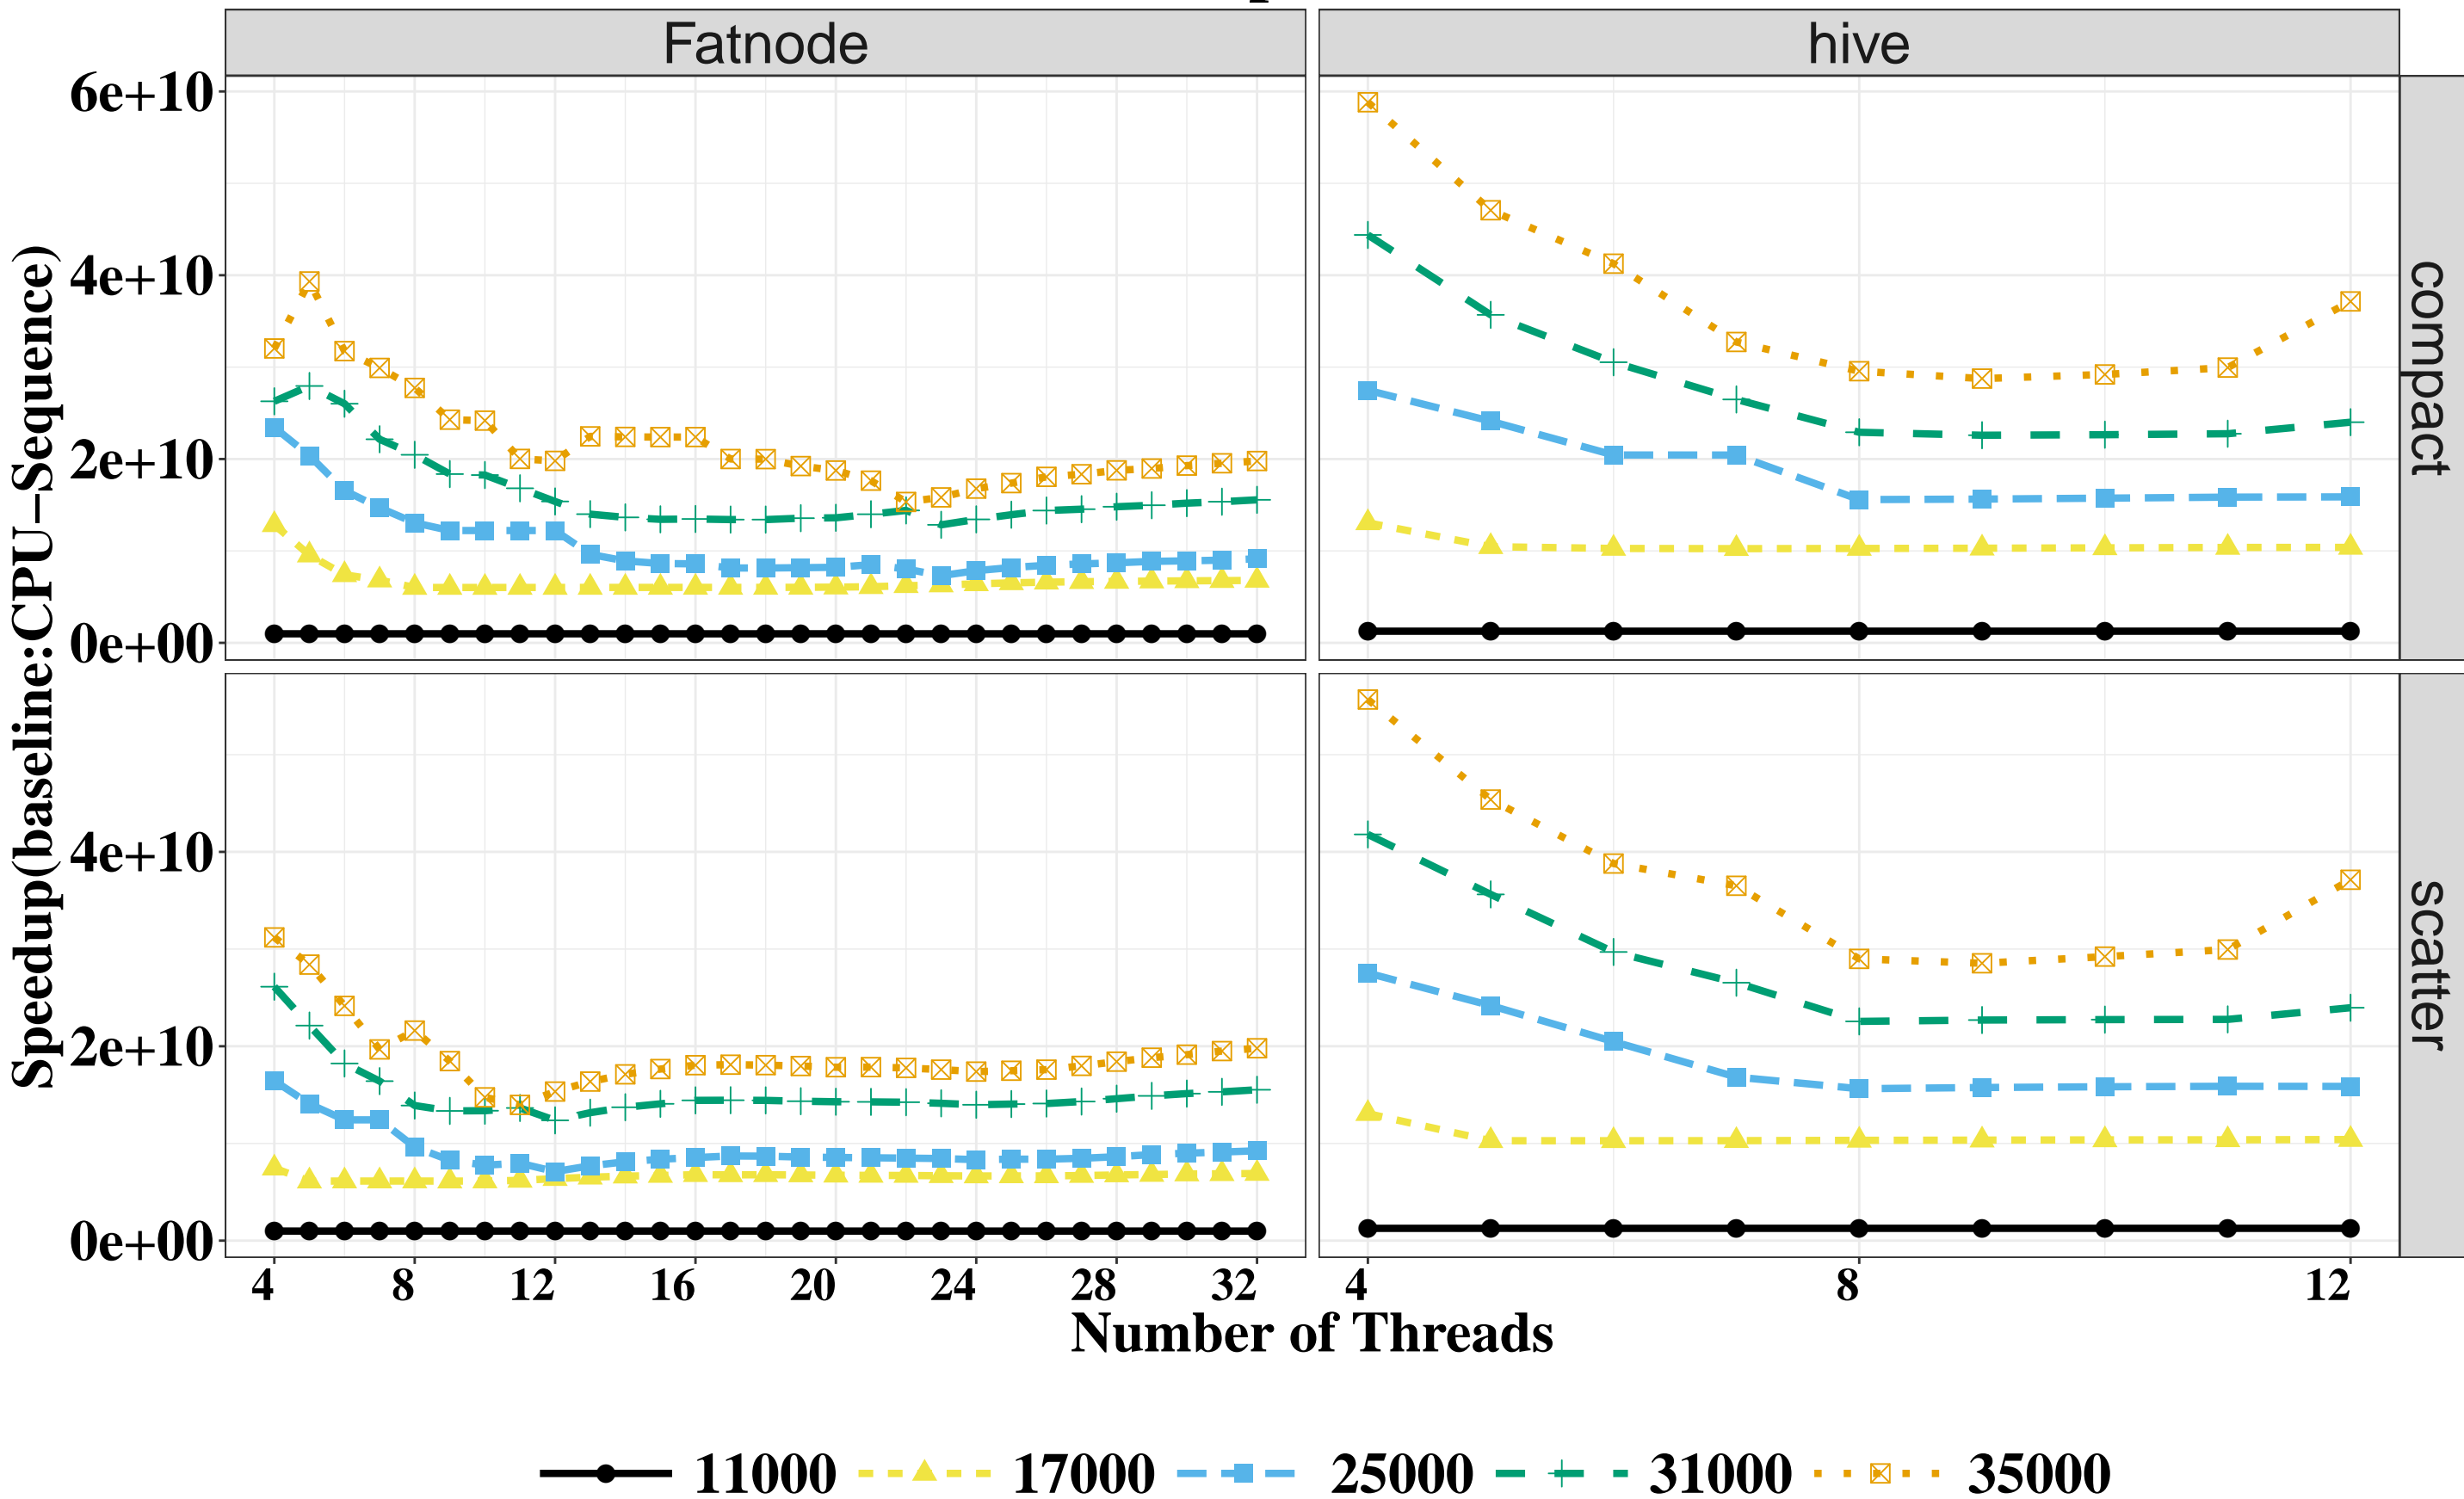 Fatnode hive
6e+10
4e+10
2e+10
0e+00
compact
4e+10
2e+10
0e+00
scatter
Speedup(baseline::CPU−Sequence)
4 8 12 16 20 24 28 32 4 8 12
Number of Threads
11000 17000 25000 31000 35000